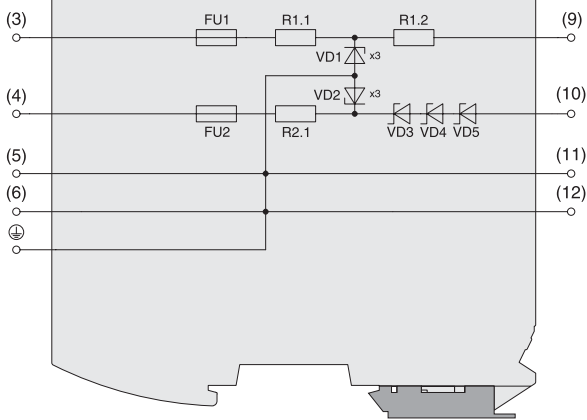 (3) FU1 R1.1 R1.2 (9)
VD1 x3
VD2 x3
(4) (10)
FU2 R2.1 VD3 VD4 VD5
(5) (11)
(6) (12)